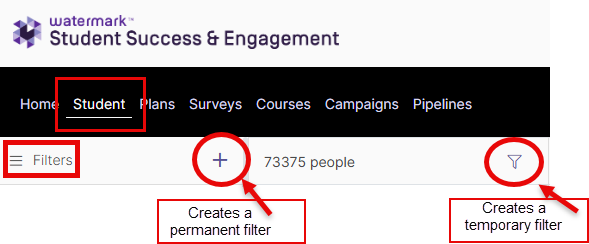 watermark™
Student Success & Engagement
Home Student Plans Surveys Courses Campaigns Pipelines
Filters + 73375 people
Creates a
permanent filter
Creates a
temporary filter